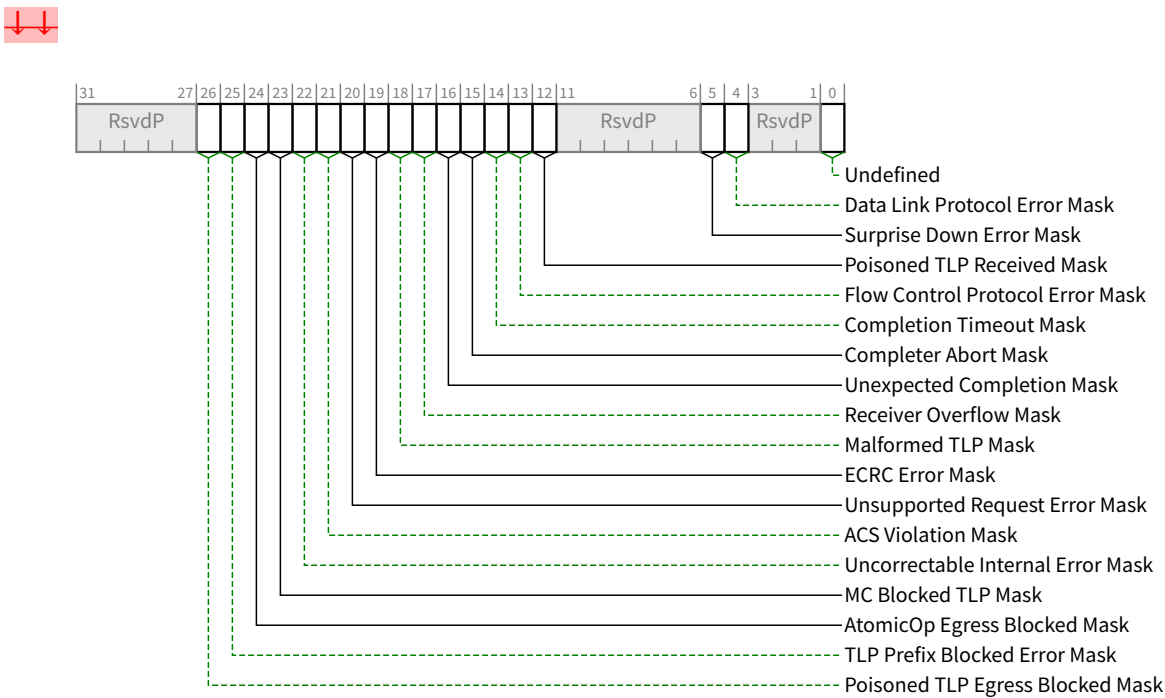 31 27 26 25 24 23 22 21 20 19 18 17 16 15 14 13 12 11 6 5 4 3 1 0
RsvdP RsvdP RsvdP
Undefined
Data Link Protocol Error Mask
Surprise Down Error Mask
Poisoned TLP Received Mask
Flow Control Protocol Error Mask
Completion Timeout Mask
Completer Abort Mask
Unexpected Completion Mask
Receiver Overflow Mask
Malformed TLP Mask
ECRC Error Mask
Unsupported Request Error Mask
ACS Violation Mask
Uncorrectable Internal Error Mask
MC Blocked TLP Mask
AtomicOp Egress Blocked Mask
TLP Prefix Blocked Error Mask
Poisoned TLP Egress Blocked Mask